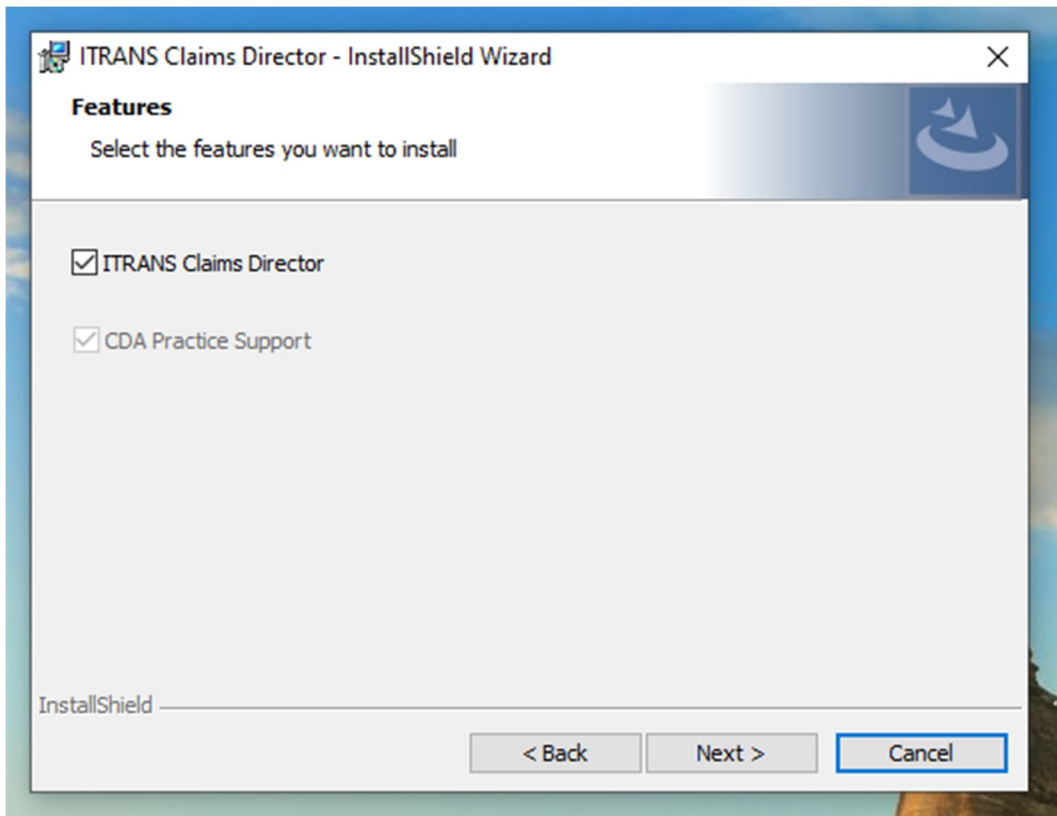 ITRANS Claims Director - InstallShield Wizard
Features
Select the features you want to install
ITRANS Claims Director
CDA Practice Support
InstallShield
< Back Next > Cancel